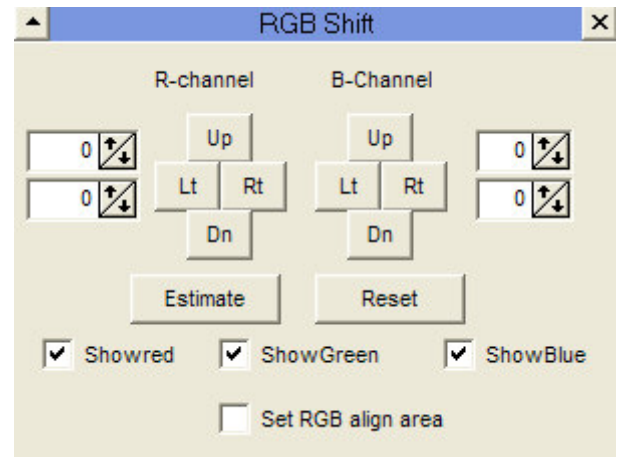 RGB Shift
R-channel B-Channel
Up Up
0 0
Lt Rt Lt Rt
0 0
Dn Dn
Estimate Reset
Showred ShowGreen ShowBlue
Set RGB align area